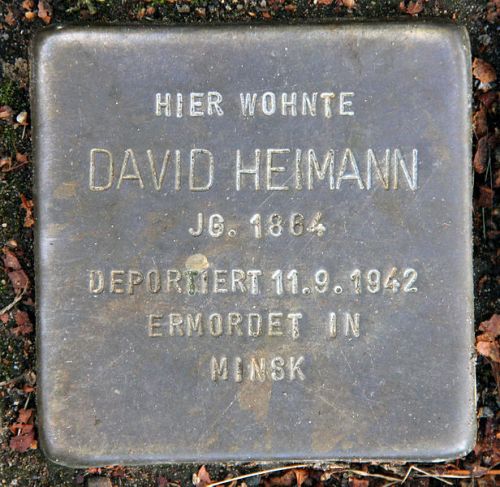 HIER WOHNTE
DAVID HEIMANN
JG. 1864
DEPORTIERT 11.9.1942
ERMORDET IN
MINSK